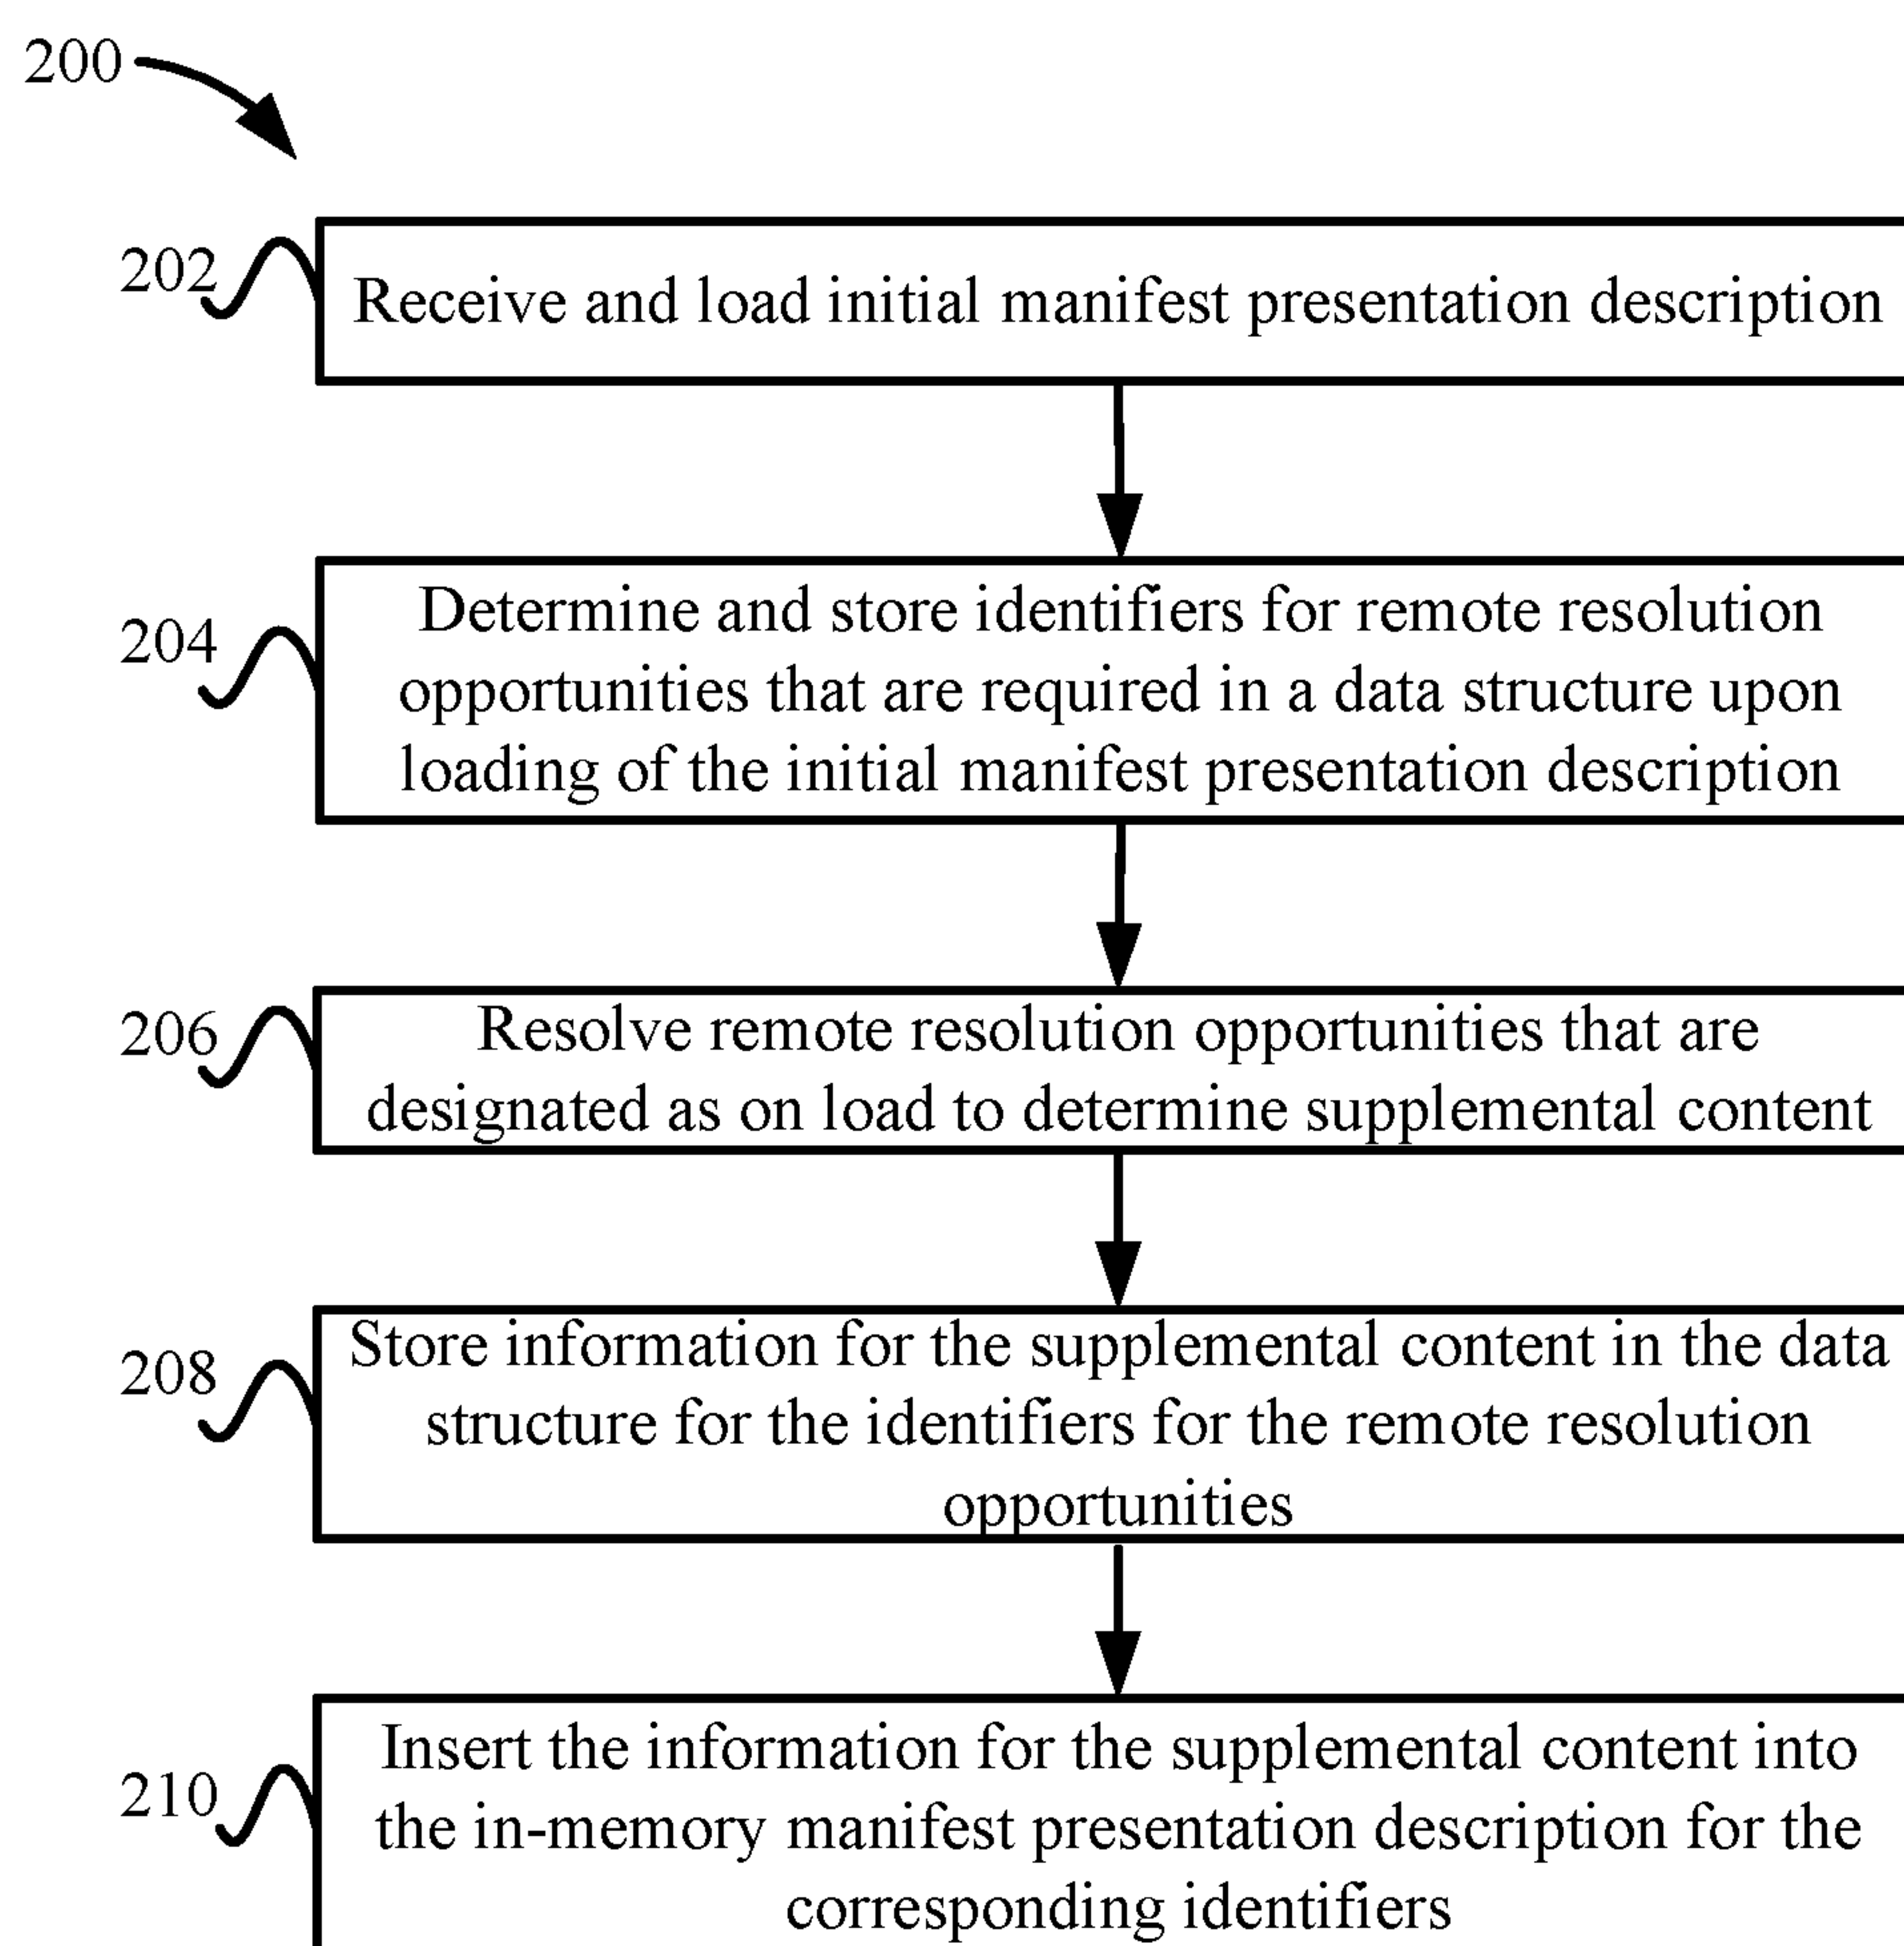 200
202
Receive and load initial manifest presentation description
204
Determine and store identifiers for remote resolution
opportunities that are required in a data structure upon
loading of the initial manifest presentation description
206
Resolve remote resolution opportunities that are
designated as on load to determine supplemental content
208
Store information for the supplemental content in the data
structure for the identifiers for the remote resolution
opportunities
210
Insert the information for the supplemental content into
the in-memory manifest presentation description for the
corresponding identifiers